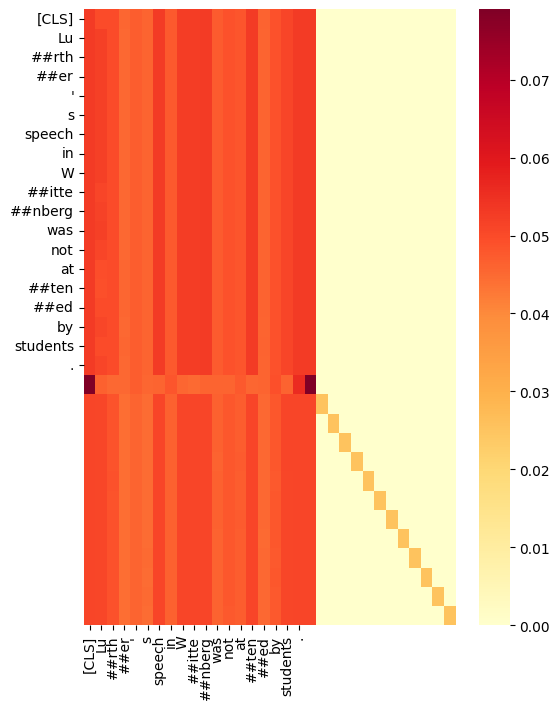 [CLS]
Lu
##rth
##er
'
s
speech
in
W
##itte
##nberg
was
not
at
##ten
##ed
by
students
.
0.07
0.06
0.05
0.04
0.03
0.02
0.01
0.00
[CLS]
Lu
##rth
##er
'
s
speech
in
W
##itte
##nberg
was
not
at
##ten
##ed
by
students
.